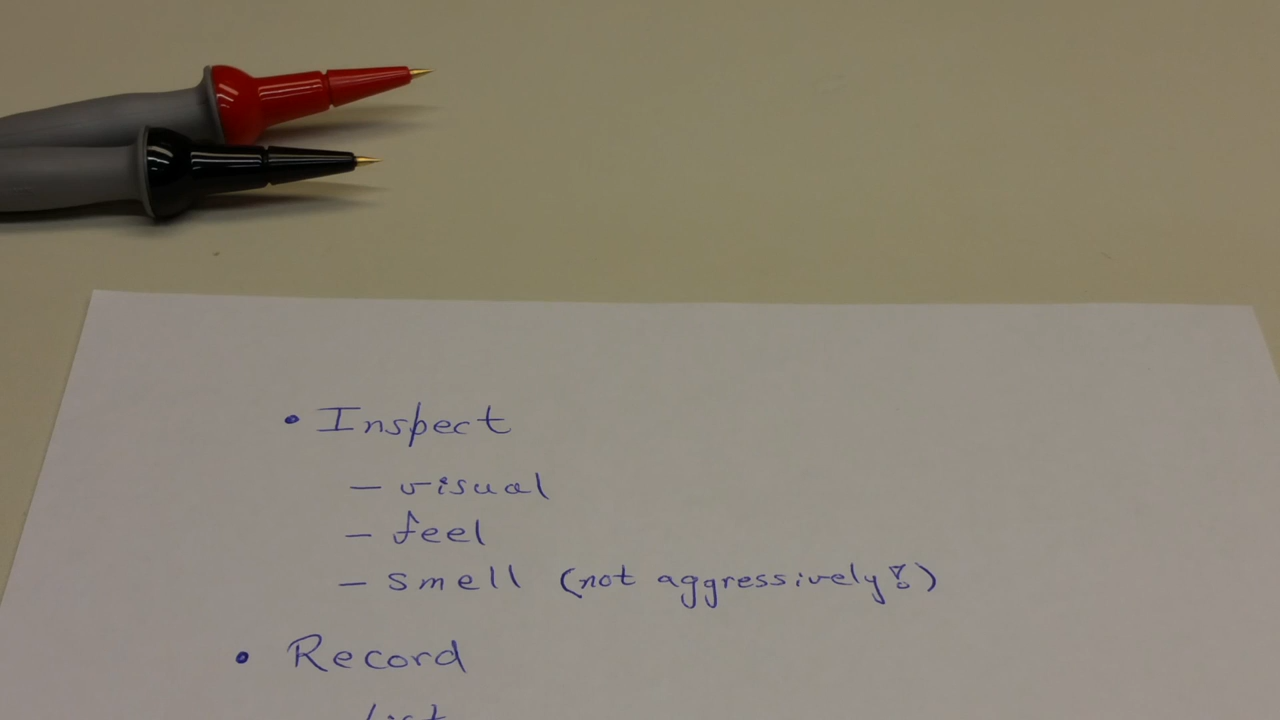 • Inspect
– visual
– feel
– smell (not aggressively!)
• Record